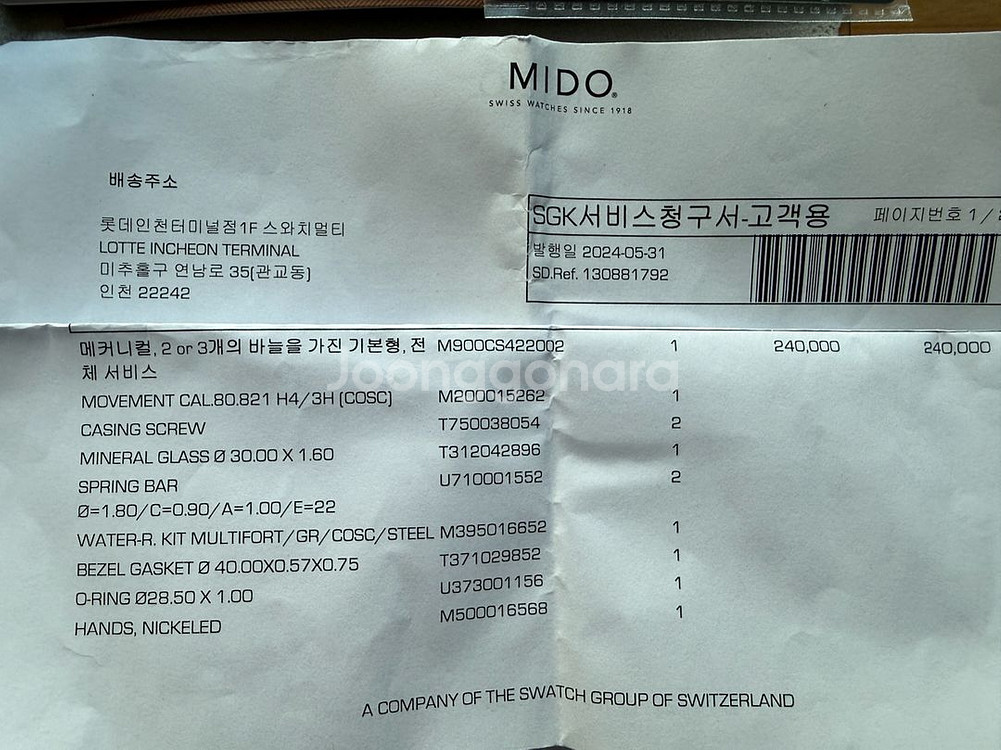 MIDO®
SWISS WATCHES SINCE 1918
배송주소
롯데인천터미널점1F 스와치멀티
LOTTE INCHEON TERMINAL
미추홀구 연남로 35(관교동)
인천 22242
SGK서비스청구서-고객용 페이지번호 1 /
발행일 2024-05-31
SD.Ref. 130881792
메커니컬, 2 or 3개의 바늘을 가진 기본형, 전 M900CS422002 1 240,000 240,000
체 서비스
MOVEMENT CAL.80.821 H4/3H (COSC) M200015262 1
CASING SCREW T750038054 2
MINERAL GLASS Ø 30.00 X 1.60 T312042896 1
SPRING BAR U710001552 2
Ø=1.80/C=0.90/A=1.00/E=22
WATER-R. KIT MULTIFORT/GR/COSC/STEEL M395016652 1
BEZEL GASKET Ø 40.00X0.57X0.75 T371029852 1
O-RING Ø28.50 X 1.00 U373001156 1
HANDS, NICKELED M500016568 1
A COMPANY OF THE SWATCH GROUP OF SWITZERLAND
Joonggonara